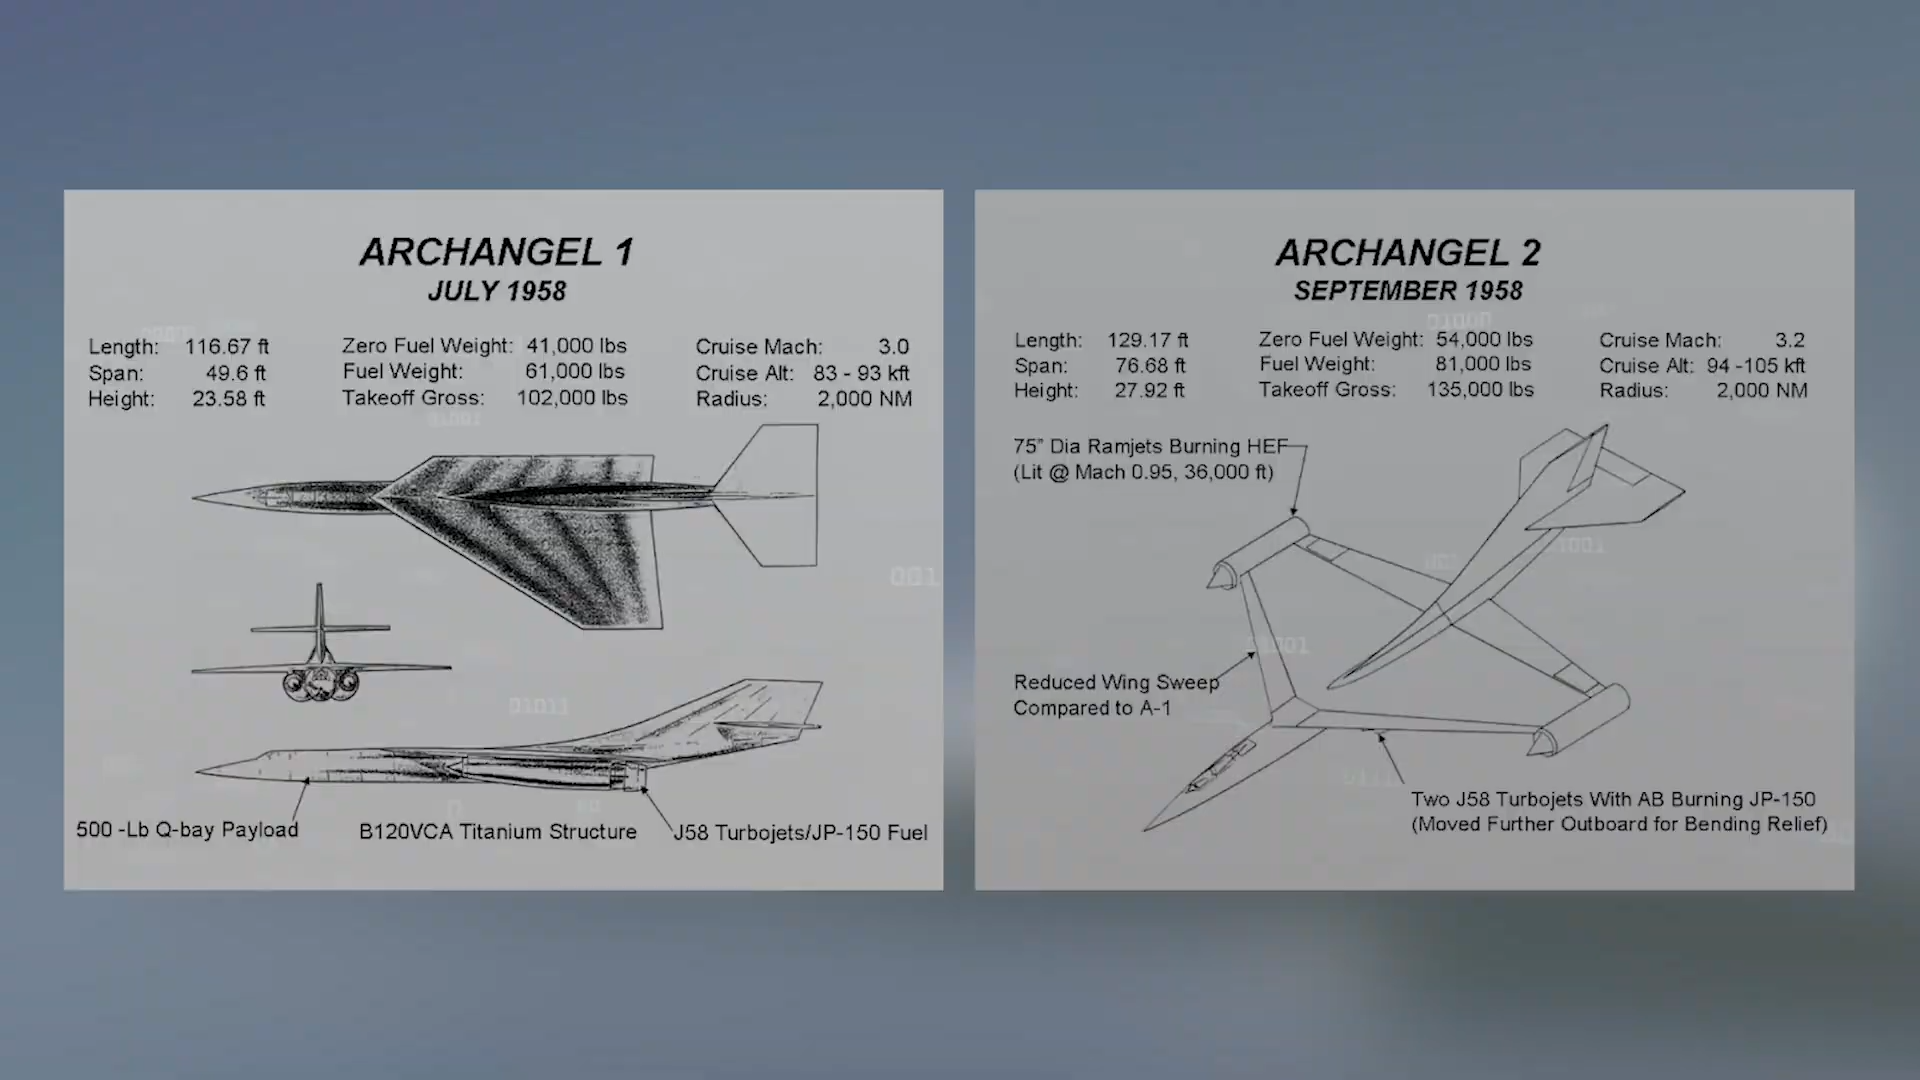 ARCHANGEL 1
JULY 1958
Length: 116.67 ft
Span: 49.6 ft
Height: 23.58 ft
Zero Fuel Weight: 41,000 lbs
Fuel Weight: 61,000 lbs
Takeoff Gross: 102,000 lbs
Cruise Mach: 3.0
Cruise Alt: 83 - 93 kft
Radius: 2,000 NM
500 -Lb Q-bay Payload
B120VCA Titanium Structure
J58 Turbojets/JP-150 Fuel
ARCHANGEL 2
SEPTEMBER 1958
Length: 129.17 ft
Span: 76.68 ft
Height: 27.92 ft
Zero Fuel Weight: 54,000 lbs
Fuel Weight: 81,000 lbs
Takeoff Gross: 135,000 lbs
Cruise Mach: 3.2
Cruise Alt: 94 -105 kft
Radius: 2,000 NM
75” Dia Ramjets Burning HEF
(Lit @ Mach 0.95, 36,000 ft)
Reduced Wing Sweep
Compared to A-1
Two J58 Turbojets With AB Burning JP-150
(Moved Further Outboard for Bending Relief)